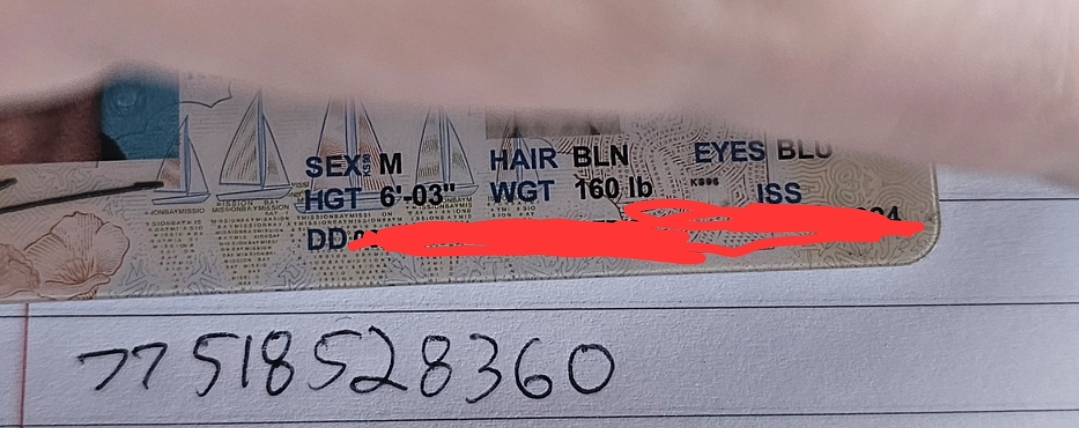 SEX M HAIR BLN EYES BLU
HGT 6'-03" WGT 160 lb ISS
DD
77518528360